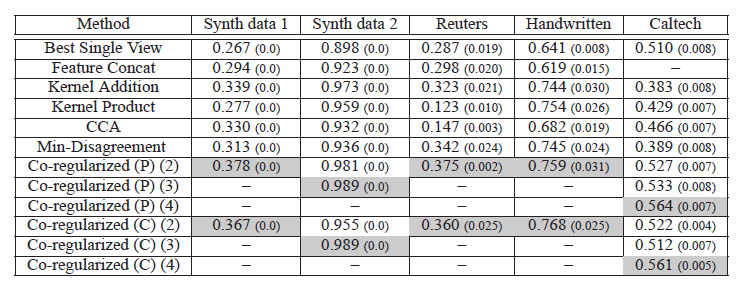 Method Synth data 1 Synth data 2 Reuters Handwritten Caltech
Best Single View 0.267 (0.0) 0.898 (0.0) 0.287 (0.019) 0.641 (0.008) 0.510 (0.008)
Feature Concat 0.294 (0.0) 0.923 (0.0) 0.298 (0.020) 0.619 (0.015) –
Kernel Addition 0.339 (0.0) 0.973 (0.0) 0.323 (0.021) 0.744 (0.030) 0.383 (0.008)
Kernel Product 0.277 (0.0) 0.959 (0.0) 0.123 (0.010) 0.754 (0.026) 0.429 (0.007)
CCA 0.330 (0.0) 0.932 (0.0) 0.147 (0.003) 0.682 (0.019) 0.466 (0.007)
Min-Disagreement 0.313 (0.0) 0.936 (0.0) 0.342 (0.024) 0.745 (0.024) 0.389 (0.008)
Co-regularized (P) (2) 0.378 (0.0) 0.981 (0.0) 0.375 (0.002) 0.759 (0.031) 0.527 (0.007)
Co-regularized (P) (3) – 0.989 (0.0) – – 0.533 (0.008)
Co-regularized (P) (4) – – – – 0.564 (0.007)
Co-regularized (C) (2) 0.367 (0.0) 0.955 (0.0) 0.360 (0.025) 0.768 (0.025) 0.522 (0.004)
Co-regularized (C) (3) – 0.989 (0.0) – – 0.512 (0.007)
Co-regularized (C) (4) – – – – 0.561 (0.005)